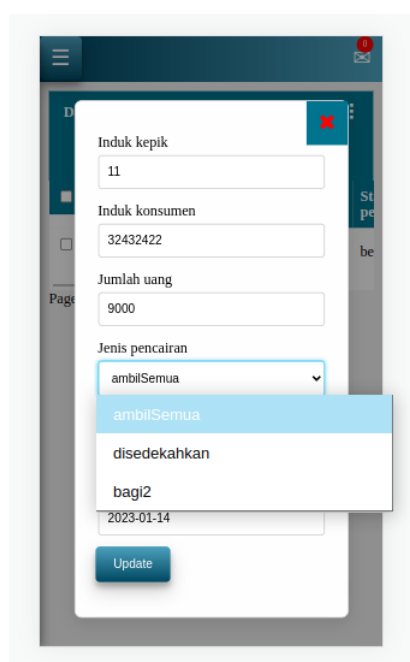 ☰
0
D
Induk kepik
11
Induk konsumen
St
pe
32432422
be
Jumlah uang
Page
9000
Jenis pencairan
ambilSemua
ambilSemua
disedekahkan
bagi2
2023-01-14
Update